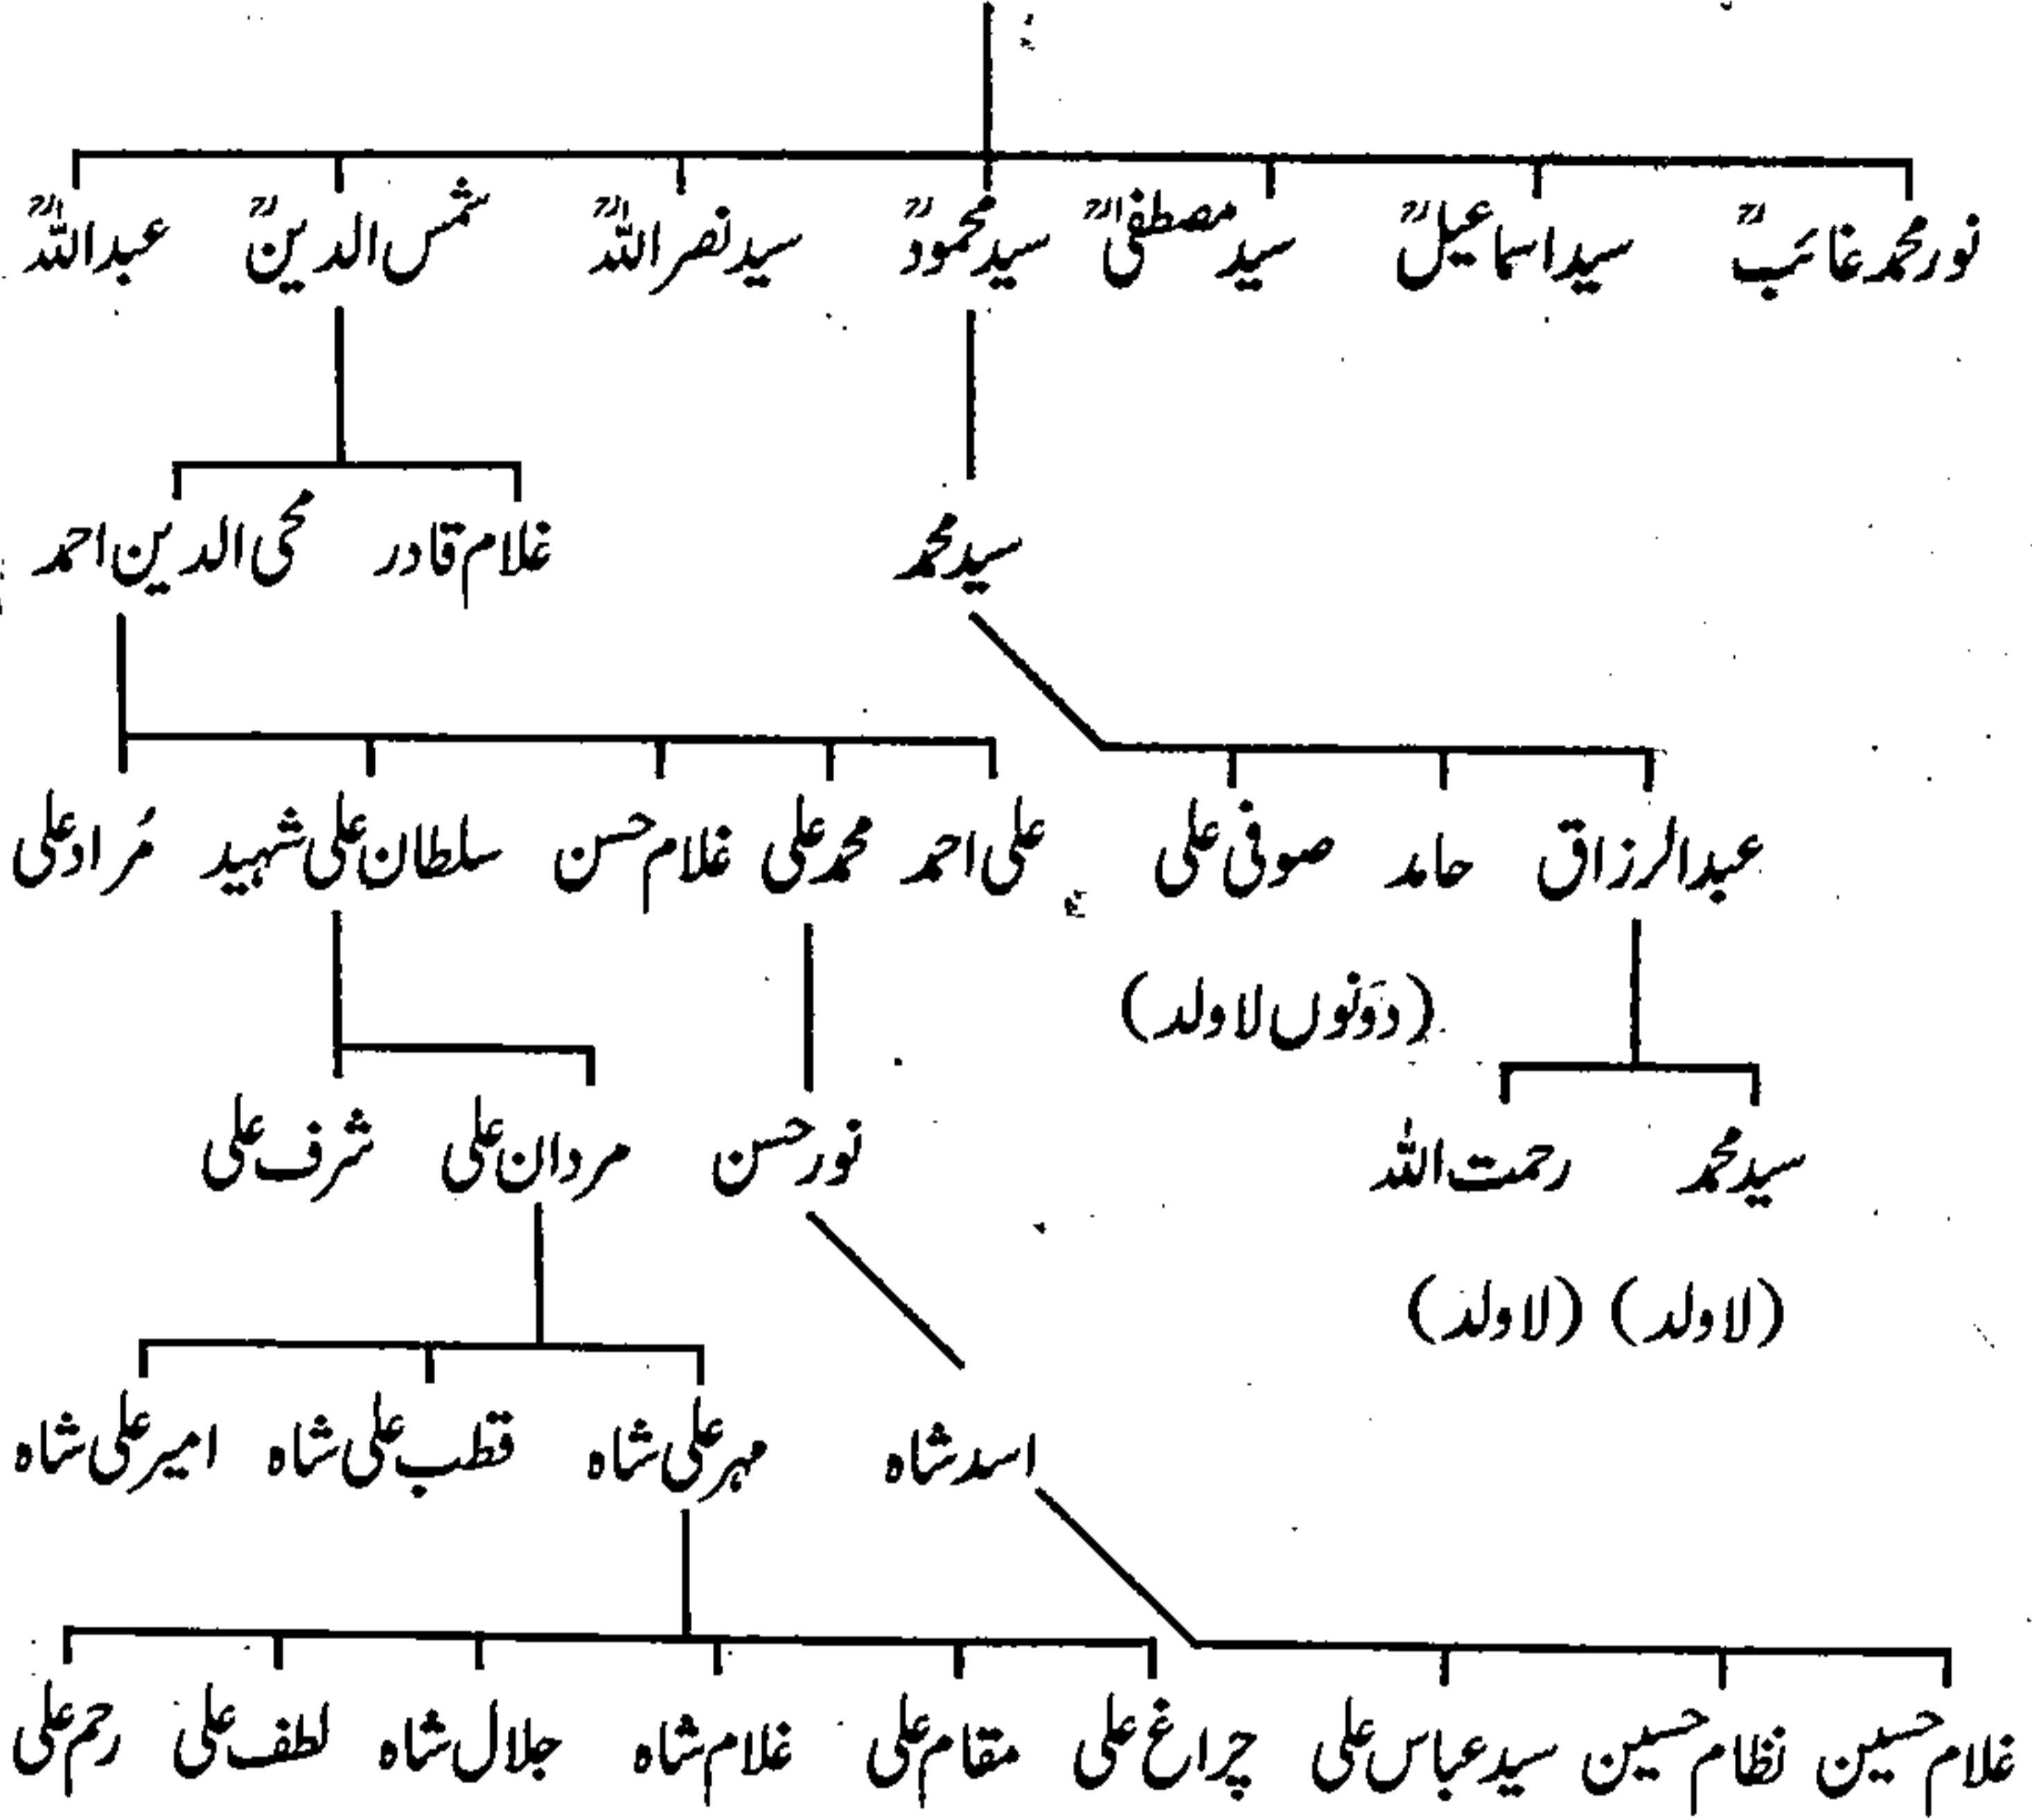 نور محمد غائبؒ سید اسماعیلؒ سید مصطفیٰؒ سید محمودؒ سید نصر اللہؒ شمس الدینؒ عبد اللہؒ
سید محمد غلام قادر محی الدین احمد
عبد الرزاق حامد صوفی علی علی احمد محمد علی غلام حسن سلطان علی شہید مُراد علی
(دونوں لاولد)
سید محمد رحمت اللہ نور حسن مردان علی شرف علی
(لاولد) (لاولد)
اسد شاہ مہر علی شاہ قطب علی شاہ امیر علی شاہ
غلام حسین نظام حسین سید عباس علی چراغ علی مقام علی غلام شاہ جلال شاہ لطف علی رحم علی